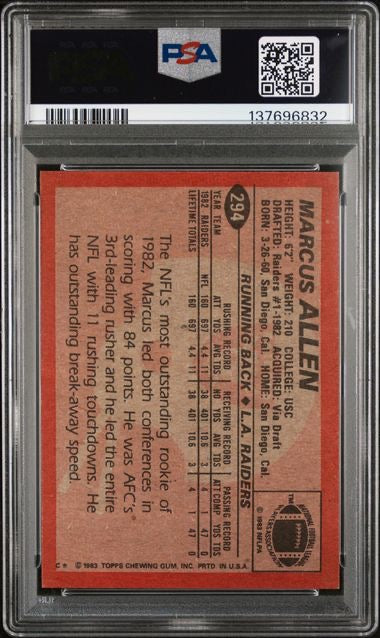 PSA
137696832
MARCUS ALLEN
HEIGHT: 6'2" WEIGHT: 210 COLLEGE: USC
DRAFTED: Raiders #1-1982 ACQUIRED: Via Draft
BORN: 3-26-60, San Diego, Cal. HOME: San Diego, Cal.
294
RUNNING BACK ◆ L.A. RAIDERS
NATIONAL FOOTBALL LEAGUE
PLAYERS ASSOCIATION
TM
© 1983 NFLPA
RUSHING RECORD RECEIVING RECORD PASSING RECORD
YEAR TEAM ATT YDS AVG TDS NO YDS AVG TDS ATT COMP YDS TDS
1982 RAIDERS NFL 160 697 4.4 11 38 401 10.6 3 4 1 47 0
LIFETIME TOTALS 160 697 4.4 11 38 401 10.6 3 4 1 47 0
The NFL's most outstanding rookie of
1982, Marcus led both conferences in
scoring with 84 points. He was AFC's
3rd-leading rusher and he led the entire
NFL with 11 rushing touchdowns. He
has outstanding break-away speed.
© 1983 TOPPS CHEWING GUM, INC. PRTD IN U.S.A.
C*